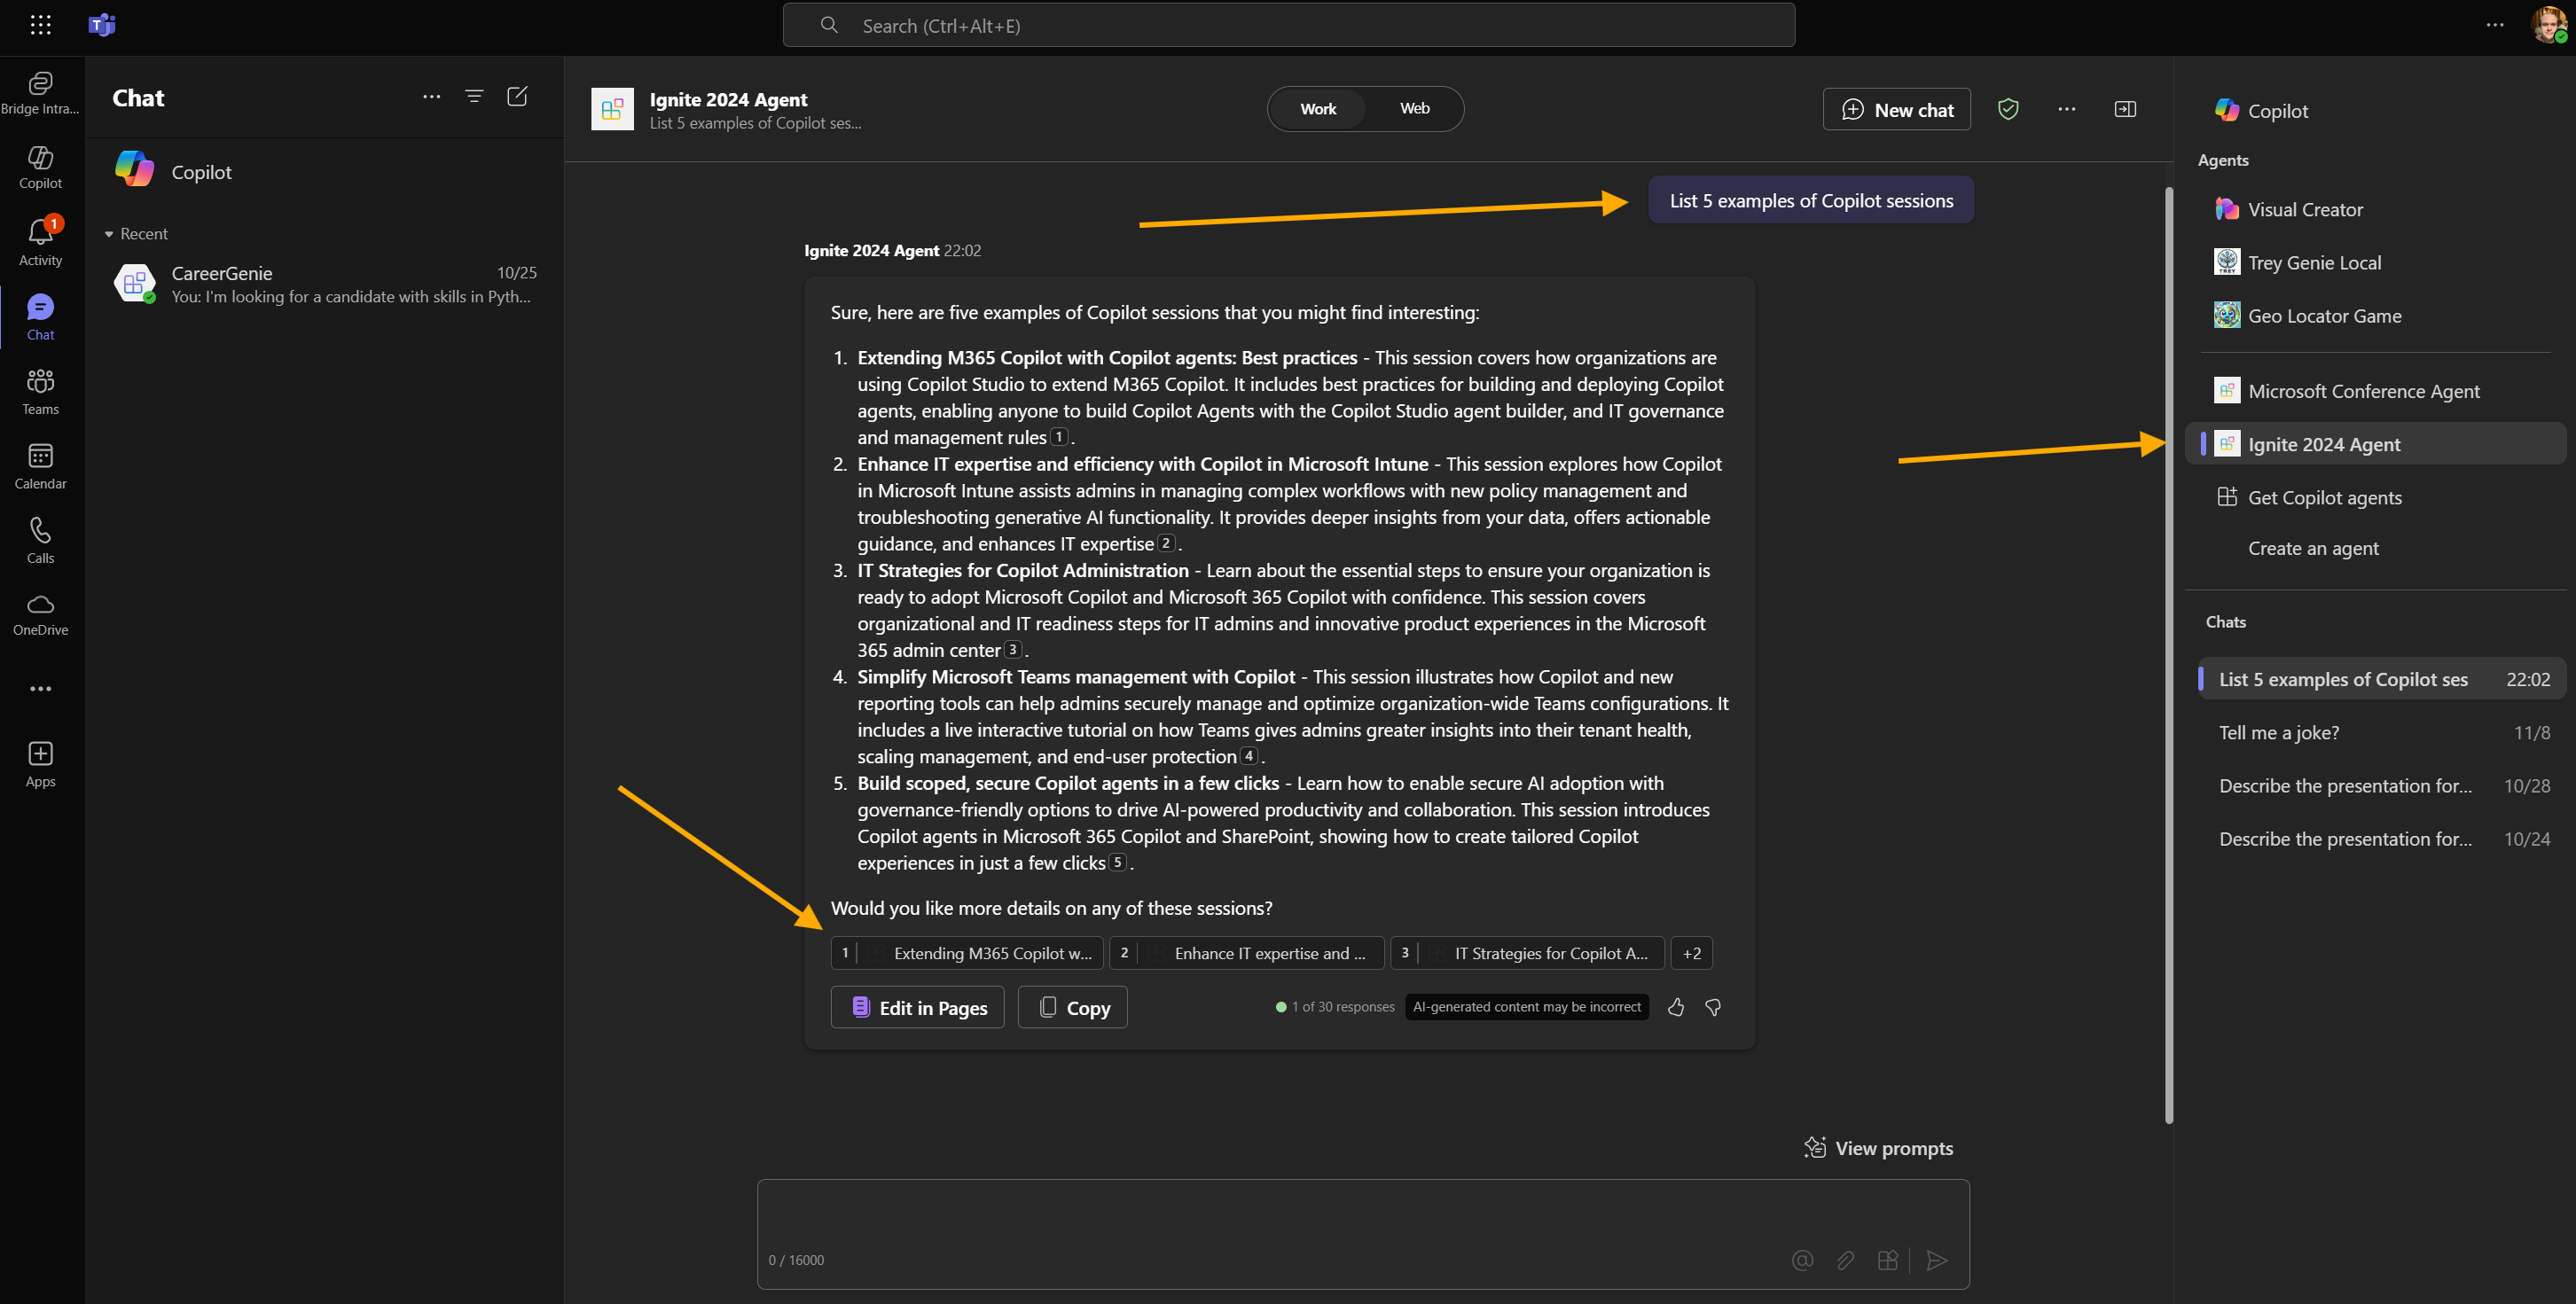 Search (Ctrl+Alt+E)
Bridge Intra...
Copilot
1
Activity
Chat
Teams
Calendar
Calls
OneDrive
Apps
Chat
Copilot
Recent
CareerGenie 10/25
You: I'm looking for a candidate with skills in Pyth...
Ignite 2024 Agent
List 5 examples of Copilot ses...
Work Web
New chat
List 5 examples of Copilot sessions
Ignite 2024 Agent 22:02
Sure, here are five examples of Copilot sessions that you might find interesting:
1. Extending M365 Copilot with Copilot agents: Best practices - This session covers how organizations are
using Copilot Studio to extend M365 Copilot. It includes best practices for building and deploying Copilot
agents, enabling anyone to build Copilot Agents with the Copilot Studio agent builder, and IT governance
and management rules 1 .
2. Enhance IT expertise and efficiency with Copilot in Microsoft Intune - This session explores how Copilot
in Microsoft Intune assists admins in managing complex workflows with new policy management and
troubleshooting generative AI functionality. It provides deeper insights from your data, offers actionable
guidance, and enhances IT expertise 2 .
3. IT Strategies for Copilot Administration - Learn about the essential steps to ensure your organization is
ready to adopt Microsoft Copilot and Microsoft 365 Copilot with confidence. This session covers
organizational and IT readiness steps for IT admins and innovative product experiences in the Microsoft
365 admin center 3 .
4. Simplify Microsoft Teams management with Copilot - This session illustrates how Copilot and new
reporting tools can help admins securely manage and optimize organization-wide Teams configurations. It
includes a live interactive tutorial on how Teams gives admins greater insights into their tenant health,
scaling management, and end-user protection 4 .
5. Build scoped, secure Copilot agents in a few clicks - Learn how to enable secure AI adoption with
governance-friendly options to drive AI-powered productivity and collaboration. This session introduces
Copilot agents in Microsoft 365 Copilot and SharePoint, showing how to create tailored Copilot
experiences in just a few clicks 5 .
Would you like more details on any of these sessions?
1 Extending M365 Copilot w... 2 Enhance IT expertise and ... 3 IT Strategies for Copilot A... +2
Edit in Pages Copy 1 of 30 responses AI-generated content may be incorrect
View prompts
0 / 16000
Copilot
Agents
Visual Creator
TREY
Trey Genie Local
Geo Locator Game
Microsoft Conference Agent
Ignite 2024 Agent
Get Copilot agents
Create an agent
Chats
List 5 examples of Copilot ses 22:02
Tell me a joke? 11/8
Describe the presentation for... 10/28
Describe the presentation for... 10/24